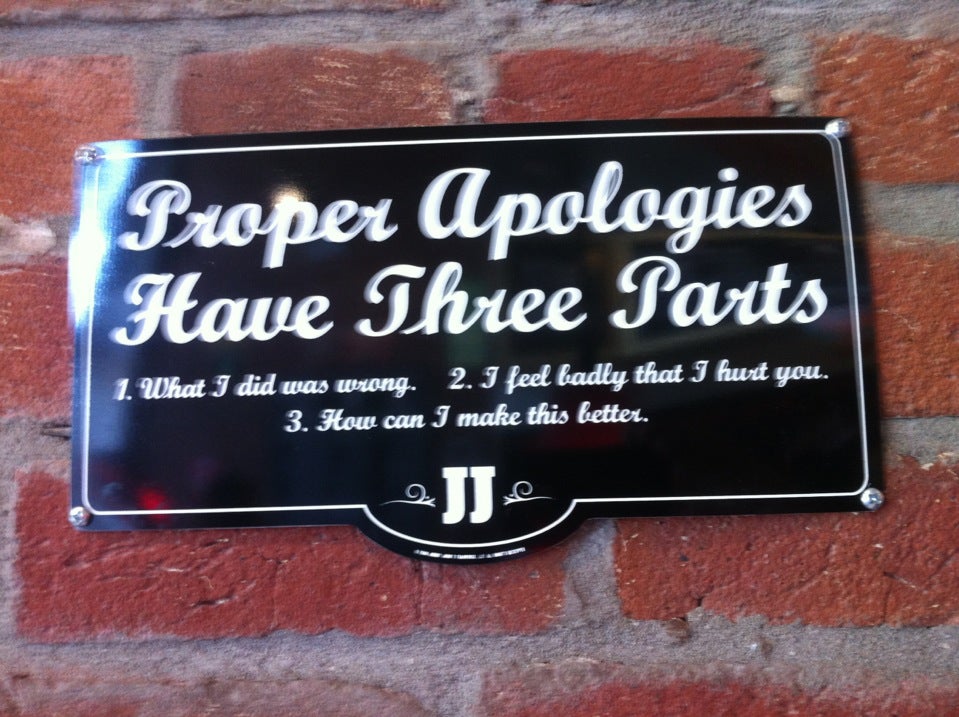 Proper Apologies
Have Three Parts
1. What I did was wrong. 2. I feel badly that I hurt you.
3. How can I make this better.
JJ